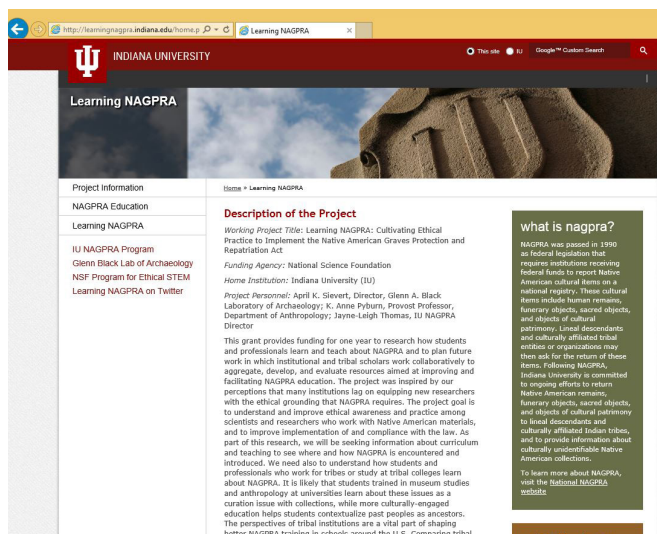 http://learningnagpra.indiana.edu/home.p
Learning NAGPRA
INDIANA UNIVERSITY
This site
IU
Google™ Custom Search
Learning NAGPRA
Project Information
NAGPRA Education
Learning NAGPRA
IU NAGPRA Program
Glenn Black Lab of Archaeology
NSF Program for Ethical STEM
Learning NAGPRA on Twitter
Home » Learning NAGPRA
Description of the Project
Working Project Title: Learning NAGPRA: Cultivating Ethical
Practice to Implement the Native American Graves Protection and
Repatriation Act
Funding Agency: National Science Foundation
Home Institution: Indiana University (IU)
Project Personnel: April K. Sievert, Director, Glenn A. Black
Laboratory of Archaeology; K. Anne Pyburn, Provost Professor,
Department of Anthropology; Jayne-Leigh Thomas, IU NAGPRA
Director
This grant provides funding for one year to research how students
and professionals learn and teach about NAGPRA and to plan future
work in which institutional and tribal scholars work collaboratively to
aggregate, develop, and evaluate resources aimed at improving and
facilitating NAGPRA education. The project was inspired by our
perceptions that many institutions lag on equipping new researchers
with the ethical grounding that NAGPRA requires. The project goal is
to understand and improve ethical awareness and practice among
scientists and researchers who work with Native American materials,
and to improve implementation of and compliance with the law. As
part of this research, we will be seeking information about curriculum
and teaching to see where and how NAGPRA is encountered and
introduced. We need also to understand how students and
professionals who work for tribes or study at tribal colleges learn
about NAGPRA. It is likely that students trained in museum studies
and anthropology at universities learn about these issues as a
curation issue with collections, while more culturally-engaged
education helps students contextualize past peoples as ancestors.
The perspectives of tribal institutions are a vital part of shaping
better NAGPRA training in schools around the U.S. Comparing tribal
what is nagpra?
NAGPRA was passed in 1990
as federal legislation that
requires institutions receiving
federal funds to report Native
American cultural items on a
national registry. These cultural
items include human remains,
funerary objects, sacred objects,
and objects of cultural
patrimony. Lineal descendants
and culturally affiliated tribal
entities or organizations may
then ask for the return of these
items. Following NAGPRA,
Indiana University is committed
to ongoing efforts to return
Native American remains,
funerary objects, sacred objects,
and objects of cultural patrimony
to lineal descendants and
culturally affiliated Indian tribes,
and to provide information about
culturally unidentifiable Native
American collections.
To learn more about NAGPRA,
visit the National NAGPRA
website